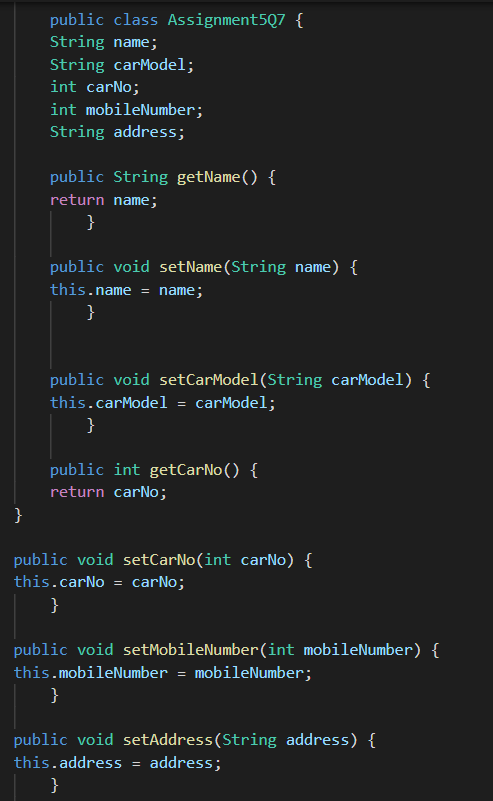 public class Assignment5Q7 {
String name;
String carModel;
int carNo;
int mobileNumber;
String address;
public String getName() {
return name;
}
public void setName(String name) {
this.name = name;
}
public void setCarModel(String carModel) {
this.carModel = carModel;
}
public int getCarNo() {
return carNo;
}
public void setCarNo(int carNo) {
this.carNo = carNo;
}
public void setMobileNumber(int mobileNumber) {
this.mobileNumber = mobileNumber;
}
public void setAddress(String address) {
this.address = address;
}